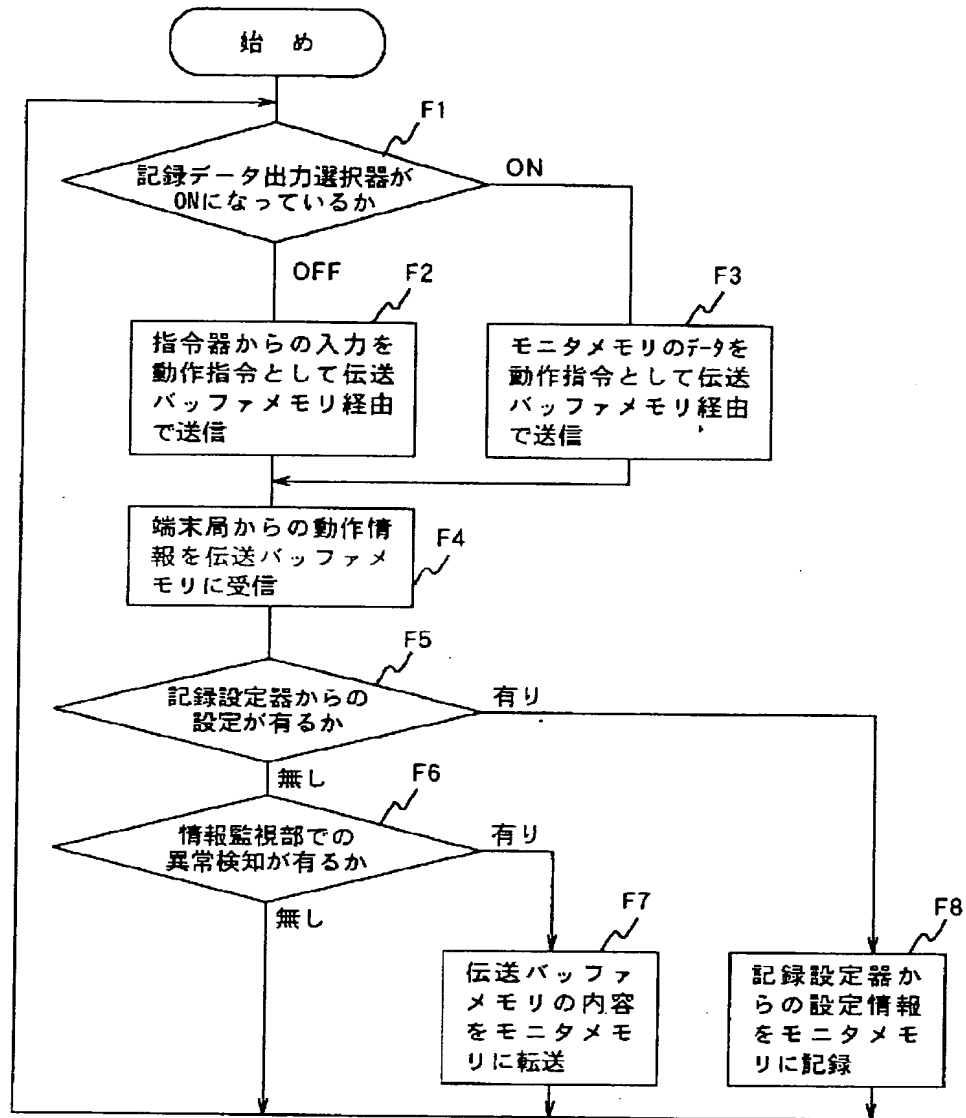 始め
F1
記録データ出力選択器が
ONになっているか
ON
OFF
F2
指令器からの入力を
動作指令として伝送
バッファメモリ経由
で送信
F3
モニタメモリのデータを
動作指令として伝送
バッファメモリ経由
で送信
端末局からの動作情
報を伝送バッファメ
モリに受信
F4
F5
記録設定器からの
設定が有るか
有り
無し
F6
情報監視部での
異常検知が有るか
有り
無し
F7
伝送バッファ
メモリの内容
をモニタメモ
リに転送
F8
記録設定器か
らの設定情報
をモニタメモ
リに記録